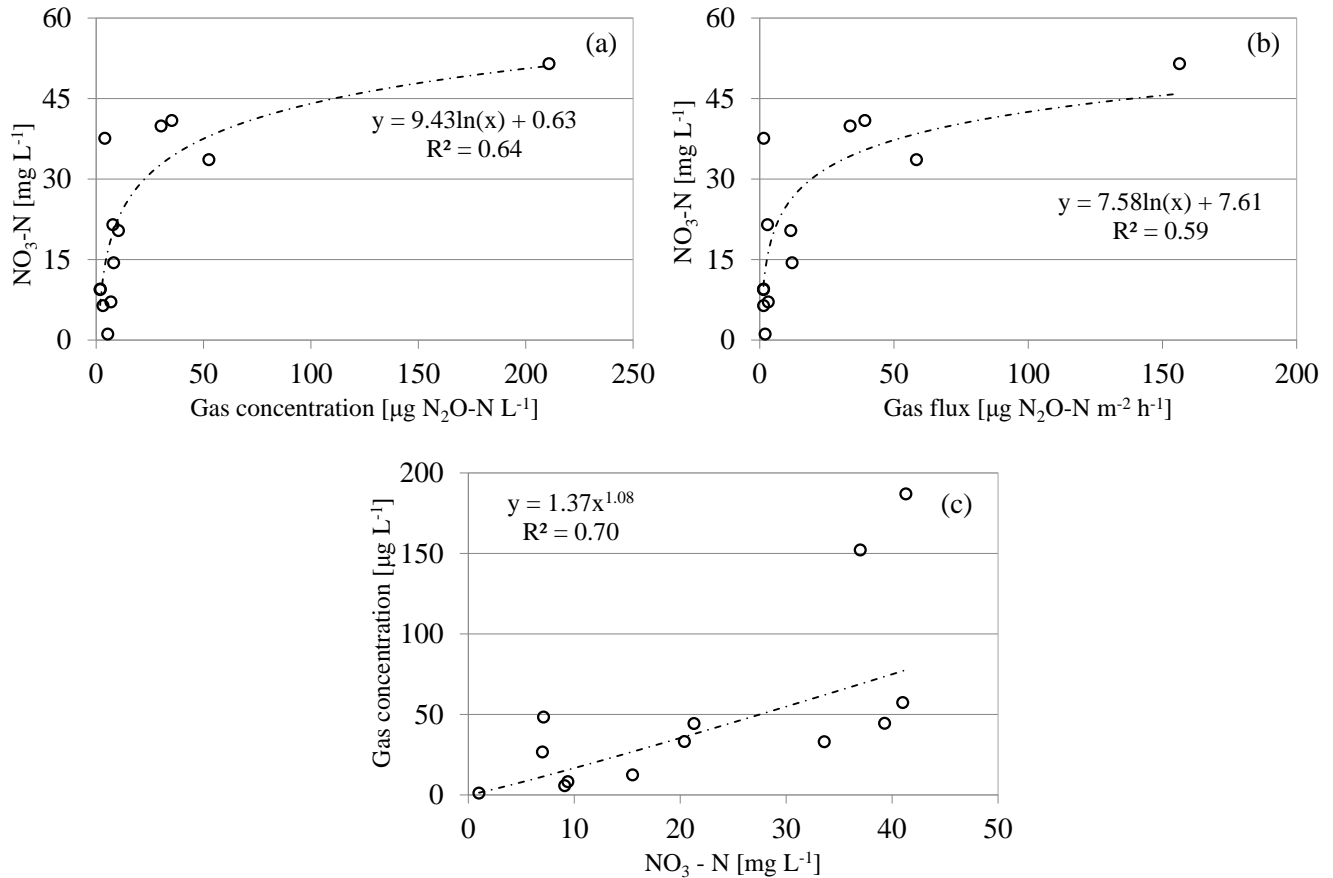 60
45
30
15
0
NO₃-N [mg L⁻¹]
(a)
y = 9.43ln(x) + 0.63
R² = 0.64
0 50 100 150 200 250
Gas concentration [µg N₂O-N L⁻¹]
60
45
30
15
0
NO₃-N [mg L⁻¹]
(b)
y = 7.58ln(x) + 7.61
R² = 0.59
0 50 100 150 200
Gas flux [µg N₂O-N m⁻² h⁻¹]
200
150
100
50
0
Gas concentration [µg L⁻¹]
y = 1.37x¹·⁰⁸
R² = 0.70
(c)
0 10 20 30 40 50
NO₃ - N [mg L⁻¹]